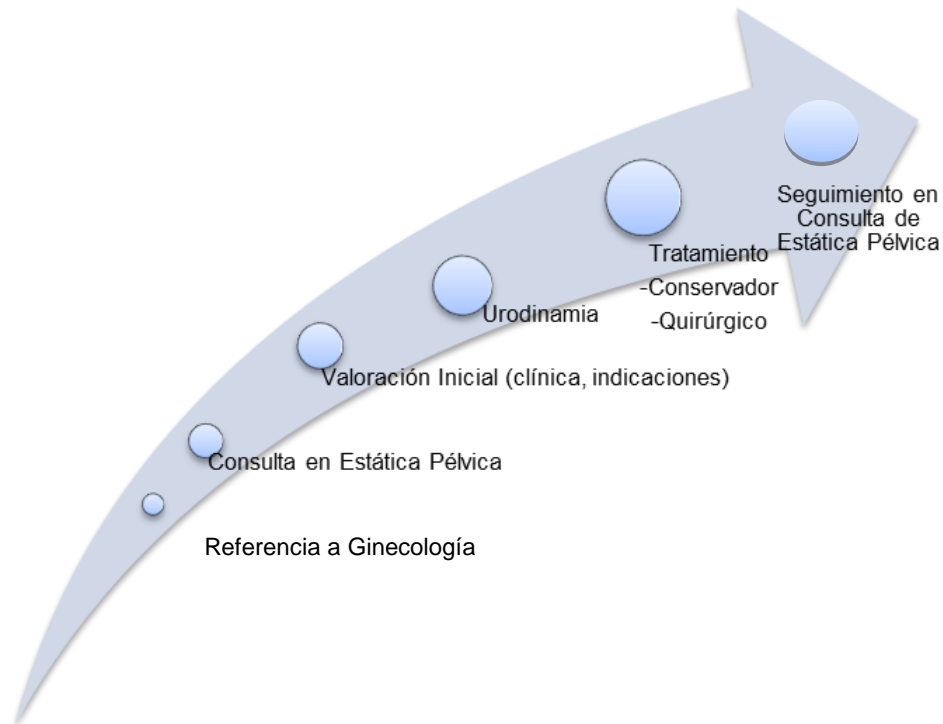 Seguimiento en
Consulta de
Estática Pélvica
Tratamiento
-Conservador
-Quirúrgico
Urodinamia
Valoración Inicial (clínica, indicaciones)
Consulta en Estática Pélvica
Referencia a Ginecología